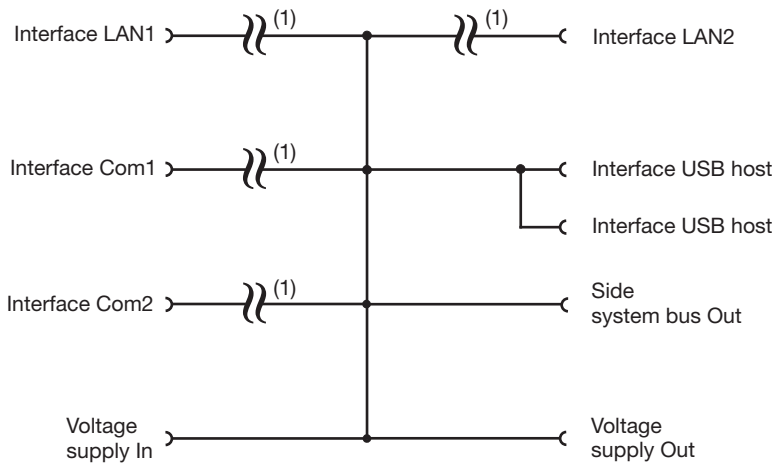 Interface LAN1
(1)
(1)
Interface LAN2
Interface Com1
(1)
Interface USB host
Interface USB host
Interface Com2
(1)
Side
system bus Out
Voltage
supply In
Voltage
supply Out